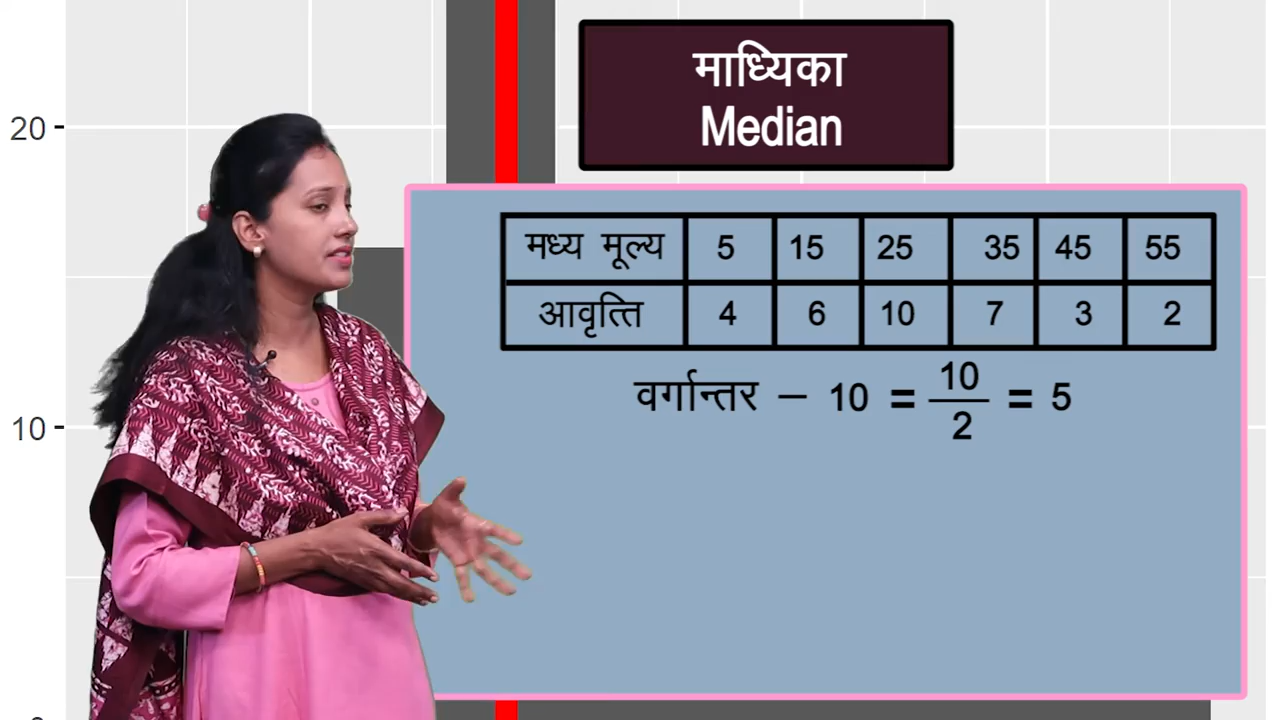 माध्यिका
Median
20
10
मध्य मूल्य 5 15 25 35 45 55
आवृत्ति 4 6 10 7 3 2
वर्गान्तर – 10 = 10/2 = 5